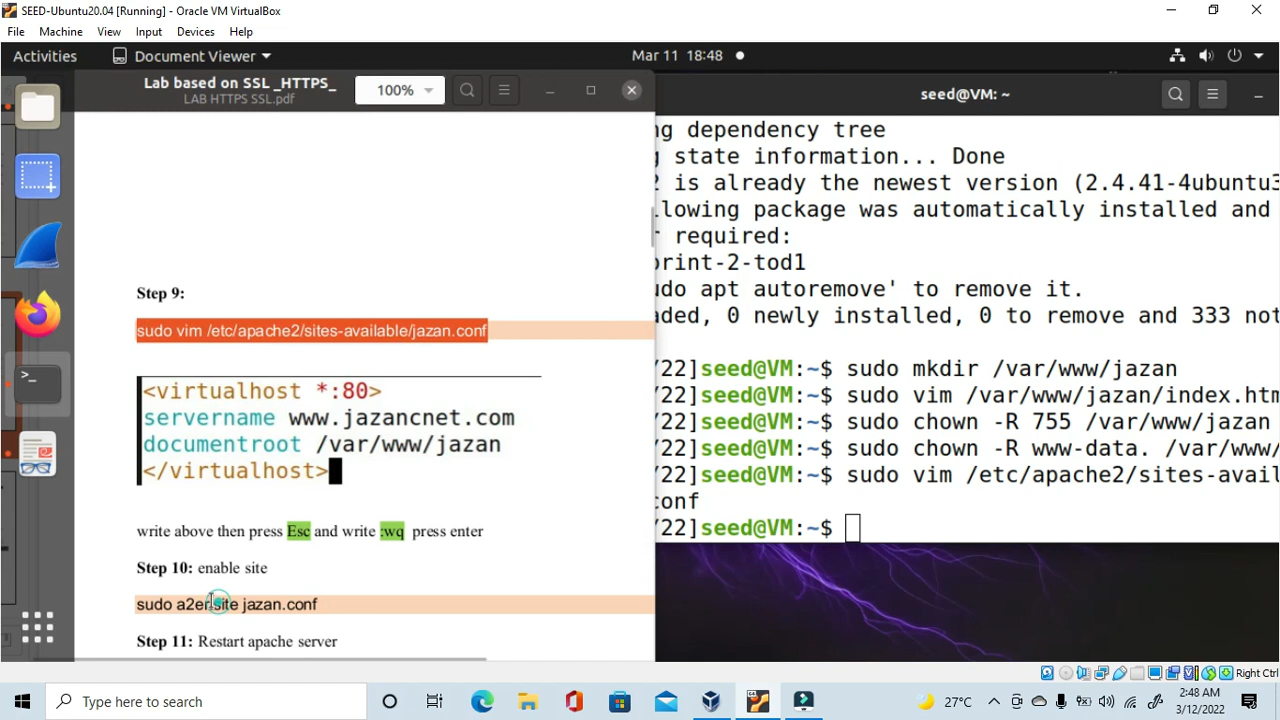 SEED-Ubuntu20.04 [Running] - Oracle VM VirtualBox
File Machine View Input Devices Help
Activities Document Viewer Mar 11 18:48
Lab based on SSL _HTTPS_
LAB HTTPS SSL.pdf
100%
Step 9:
sudo vim /etc/apache2/sites-available/jazan.conf
<virtualhost *:80>
servername www.jazancnet.com
documentroot /var/www/jazan
</virtualhost>
write above then press Esc and write :wq press enter
Step 10: enable site
sudo a2ensite jazan.conf
Step 11: Restart apache server
seed@VM: ~
ng dependency tree
g state information... Done
2 is already the newest version (2.4.41-4ubuntu3
llowing package was automatically installed and
r required:
print-2-tod1
udo apt autoremove' to remove it.
aded, 0 newly installed, 0 to remove and 333 not
/22]seed@VM:~$ sudo mkdir /var/www/jazan
/22]seed@VM:~$ sudo vim /var/www/jazan/index.htm
/22]seed@VM:~$ sudo chown -R 755 /var/www/jazan
/22]seed@VM:~$ sudo chown -R www-data. /var/www/
/22]seed@VM:~$ sudo vim /etc/apache2/sites-avail
conf
/22]seed@VM:~$
Right Ctrl
Type here to search
27°C
2:48 AM
3/12/2022